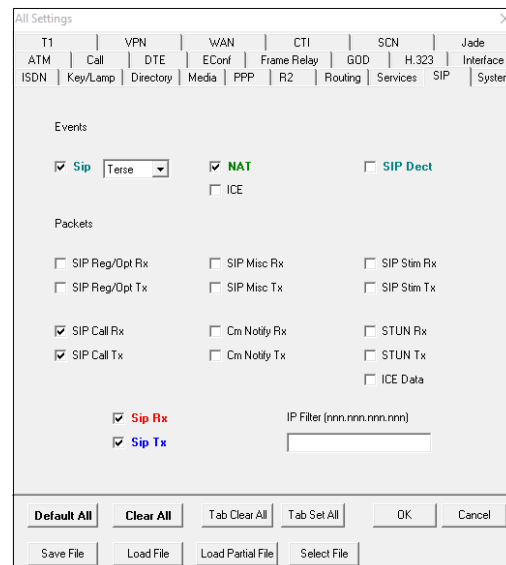 All Settings
T1 VPN WAN CTI SCN Jade
ATM Call DTE EConf Frame Relay GOD H.323 Interface
ISDN Key/Lamp Directory Media PPP R2 Routing Services SIP System
Events
Sip Terse NAT SIP Dect
ICE
Packets
SIP Reg/Opt Rx SIP Misc Rx SIP Stim Rx
SIP Reg/Opt Tx SIP Misc Tx SIP Stim Tx
SIP Call Rx Cm Notify Rx STUN Rx
SIP Call Tx Cm Notify Tx STUN Tx
ICE Data
Sip Rx IP Filter (nnn.nnn.nnn.nnn)
Sip Tx
Default All Clear All Tab Clear All Tab Set All OK Cancel
Save File Load File Load Partial File Select File